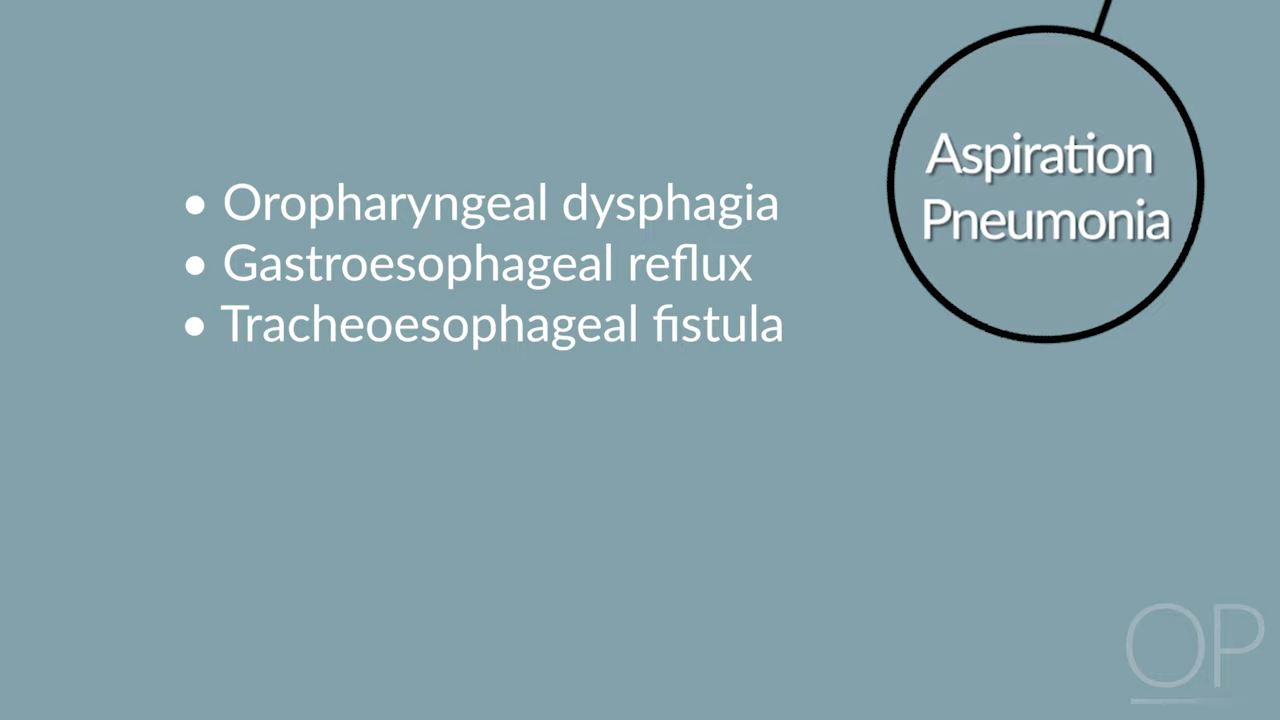 Aspiration
Pneumonia
• Oropharyngeal dysphagia
• Gastroesophageal reflux
• Tracheoesophageal fistula
OP